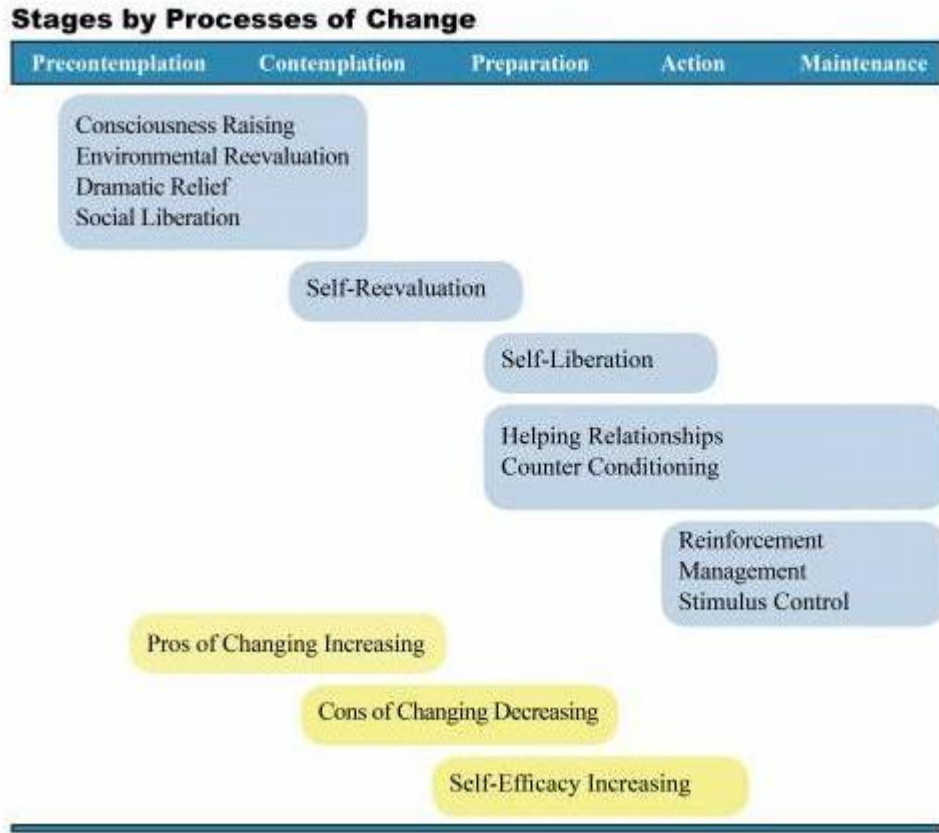 Stages by Processes of Change
Precontemplation Contemplation Preparation Action Maintenance
Consciousness Raising
Environmental Reevaluation
Dramatic Relief
Social Liberation
Self-Reevaluation
Self-Liberation
Helping Relationships
Counter Conditioning
Reinforcement
Management
Stimulus Control
Pros of Changing Increasing
Cons of Changing Decreasing
Self-Efficacy Increasing